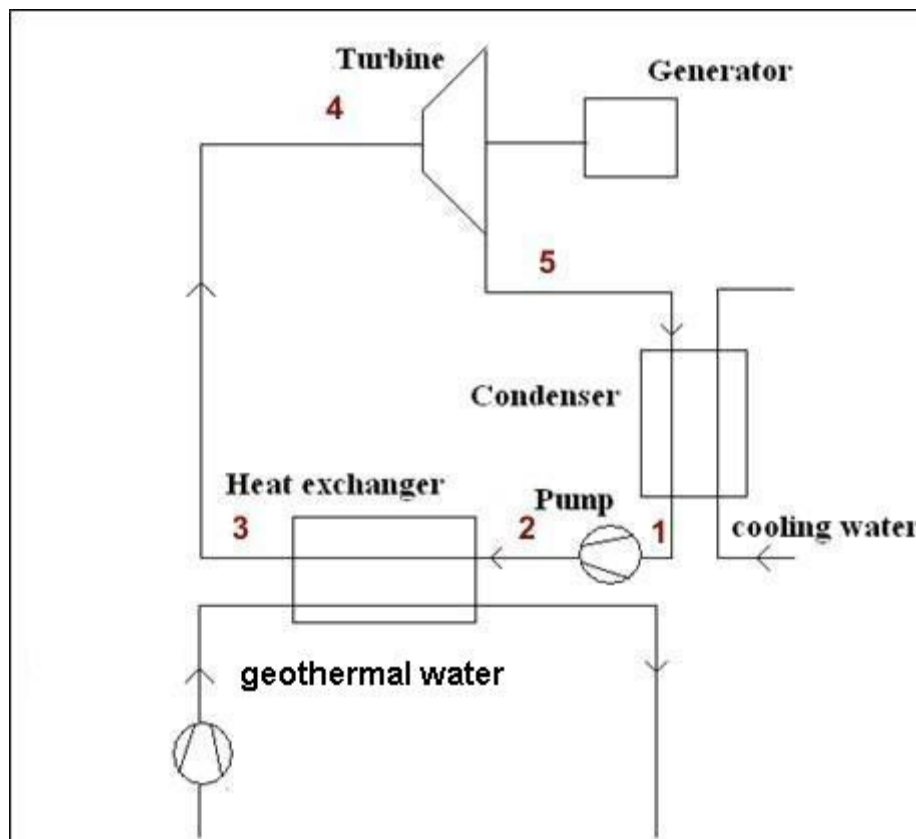 Turbine
Generator
4
5
Condenser
Heat exchanger
Pump
3
2
1
cooling water
geothermal water